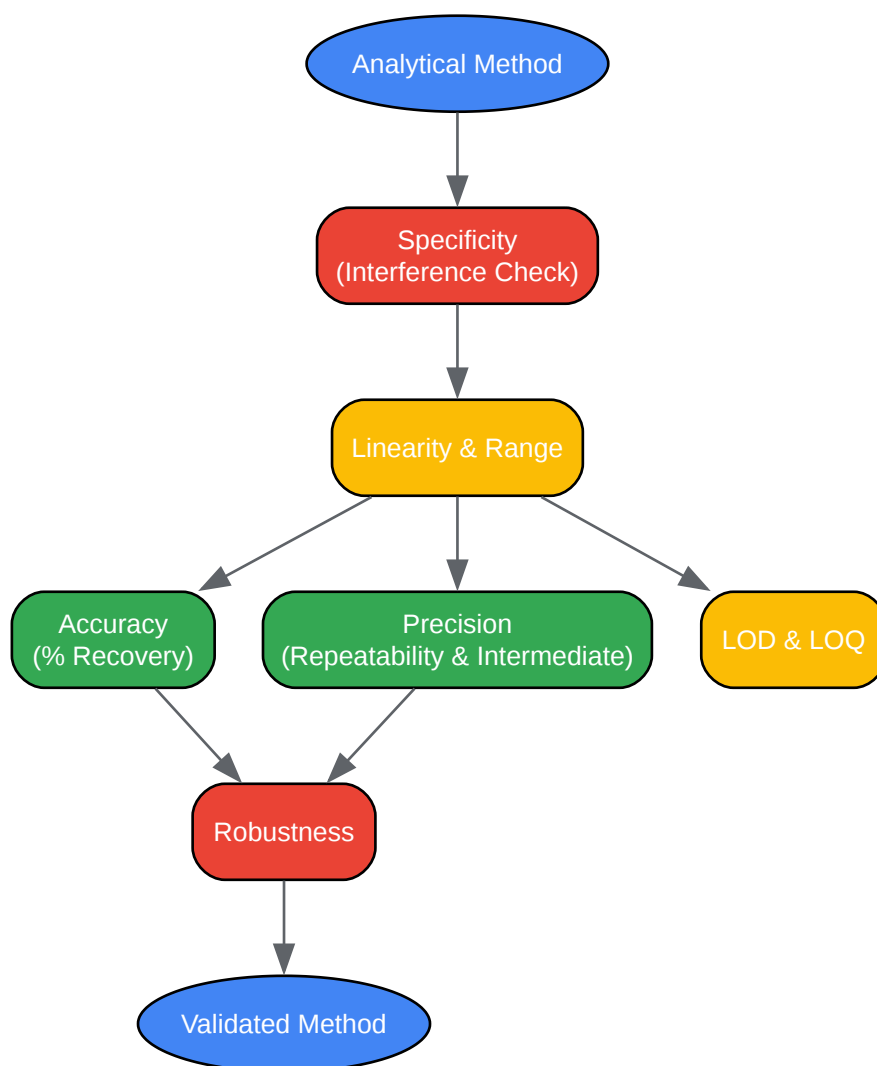 Analytical Method
Specificity
(Interference Check)
Linearity & Range
Accuracy
(% Recovery)
Precision
(Repeatability & Intermediate)
LOD & LOQ
Robustness
Validated Method